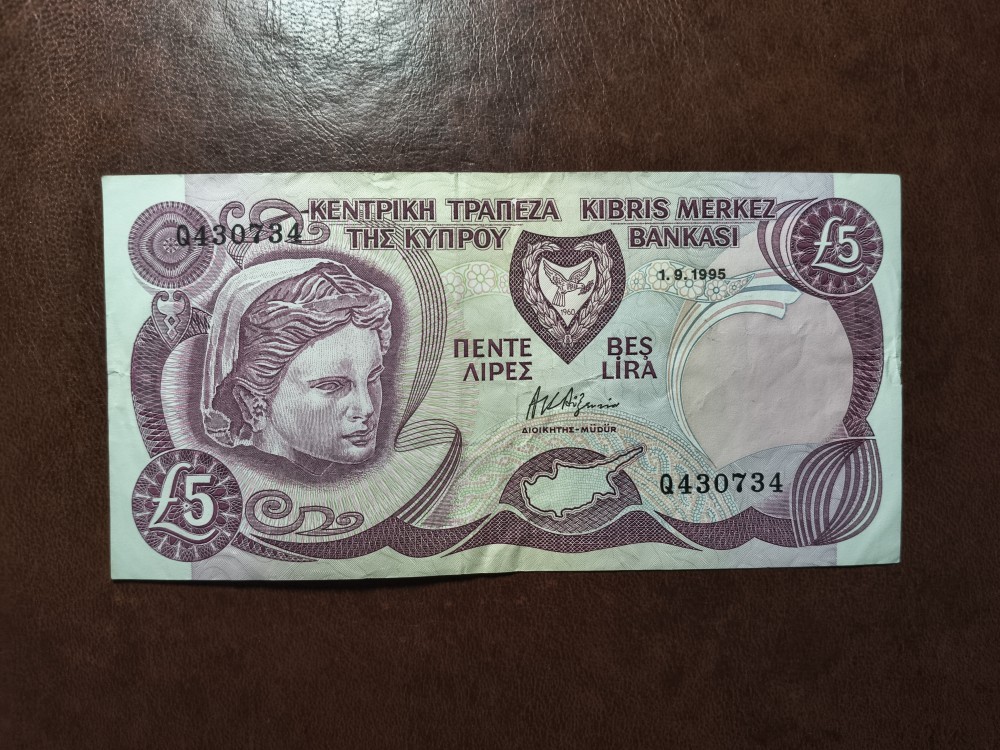 ΚΕΝΤΡΙΚΗ ΤΡΑΠΕΖΑ
ΤΗΣ ΚΥΠΡΟΥ
KIBRIS MERKEZ
BANKASI
Q430734
£5
1.9.1995
1960
ΠΕΝΤΕ
ΛΙΡΕΣ
BEŞ
LİRA
ΔΙΟΙΚΗΤΗΣ-MÜDÜR
£5
Q430734